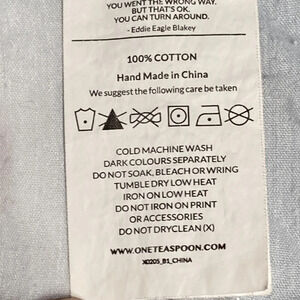 YOU WENT THE WRONG WAY.
BUT THAT'S OK.
YOU CAN TURN AROUND.
- Eddie Eagle Blakey
100% COTTON
Hand Made in China
We suggest the following care be taken
COLD MACHINE WASH
DARK COLOURS SEPARATELY
DO NOT SOAK, BLEACH OR WRING
TUMBLE DRY LOW HEAT
IRON ON LOW HEAT
DO NOT IRON ON PRINT
OR ACCESSORIES
DO NOT DRYCLEAN (X)
WWW.ONETEASPOON.COM
X0205_B1_CHINA